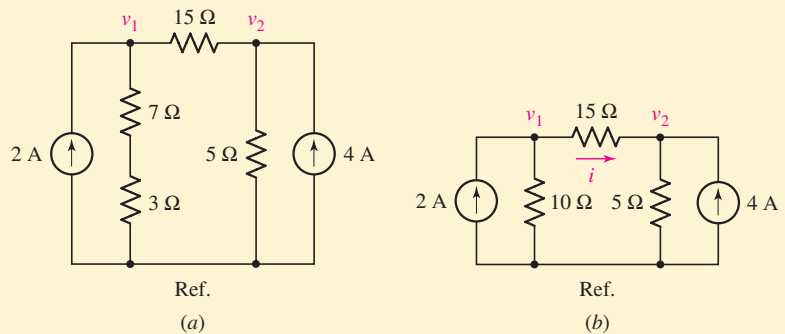 15 Ω
v₁ v₂
7 Ω
2 A 5 Ω 4 A
3 Ω
Ref.
(a)
15 Ω
v₁ v₂
i
2 A 10 Ω 5 Ω 4 A
Ref.
(b)